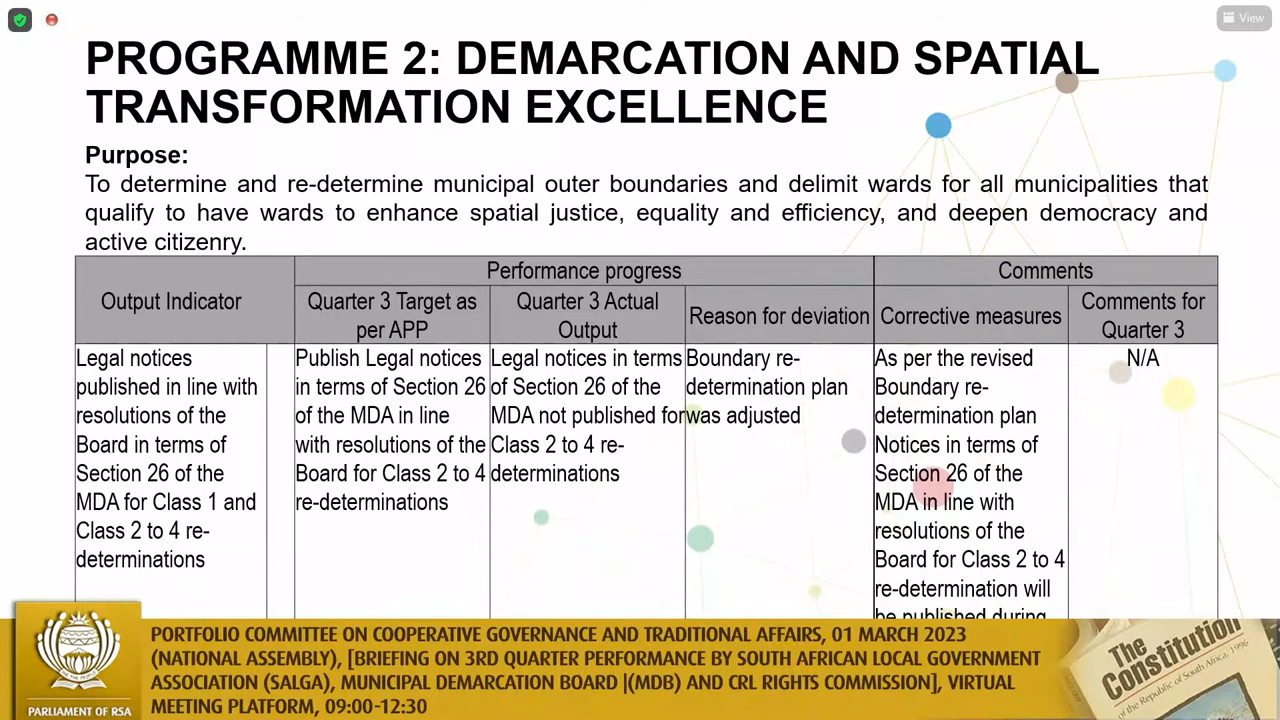 View
PROGRAMME 2: DEMARCATION AND SPATIAL
TRANSFORMATION EXCELLENCE
Purpose:
To determine and re-determine municipal outer boundaries and delimit wards for all municipalities that
qualify to have wards to enhance spatial justice, equality and efficiency, and deepen democracy and
active citizenry.
Output Indicator
Performance progress
Comments
Quarter 3 Target as
per APP
Quarter 3 Actual
Output
Reason for deviation
Corrective measures
Comments for
Quarter 3
Legal notices
published in line with
resolutions of the
Board in terms of
Section 26 of the
MDA for Class 1 and
Class 2 to 4 re-
determinations
Publish Legal notices
in terms of Section 26
of the MDA in line
with resolutions of the
Board for Class 2 to 4
re-determinations
Legal notices in terms
of Section 26 of the
MDA not published for
Class 2 to 4 re-
determinations
Boundary re-
determination plan
was adjusted
As per the revised
Boundary re-
determination plan
Notices in terms of
Section 26 of the
MDA in line with
resolutions of the
Board for Class 2 to 4
re-determination will
be published during
N/A
PORTFOLIO COMMITTEE ON COOPERATIVE GOVERNANCE AND TRADITIONAL AFFAIRS, 01 MARCH 2023
(NATIONAL ASSEMBLY), [BRIEFING ON 3RD QUARTER PERFORMANCE BY SOUTH AFRICAN LOCAL GOVERNMENT
ASSOCIATION (SALGA), MUNICIPAL DEMARCATION BOARD |(MDB) AND CRL RIGHTS COMMISSION], VIRTUAL
MEETING PLATFORM, 09:00-12:30
PARLIAMENT OF RSA
The
Constitution
of the Republic of South Africa, 1996